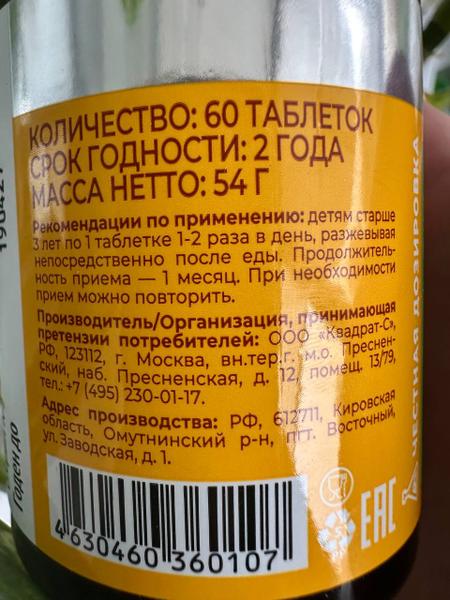 КОЛИЧЕСТВО: 60 ТАБЛЕТОК
СРОК ГОДНОСТИ: 2 ГОДА
МАССА НЕТТО: 54 Г
Рекомендации по применению: детям старше
3 лет по 1 таблетке 1-2 раза в день, разжевывая
непосредственно после еды. Продолжитель-
ность приема — 1 месяц. При необходимости
прием можно повторить.
Производитель/Организация, принимающая
претензии потребителей: ООО «Квадрат-С»,
РФ, 123112, г. Москва, вн.тер.г. м.о. Преснен-
ский, наб. Пресненская, д. 12, помещ. 13/79,
тел.: +7 (495) 230-01-17.
Адрес производства: РФ, 612711, Кировская
область, Омутнинский р-н, пгт. Восточный,
ул. Заводская, д. 1.
4 630460 360107
EAC
ЧЕСТНАЯ ДОЗИРОВКА
Годен до
190427